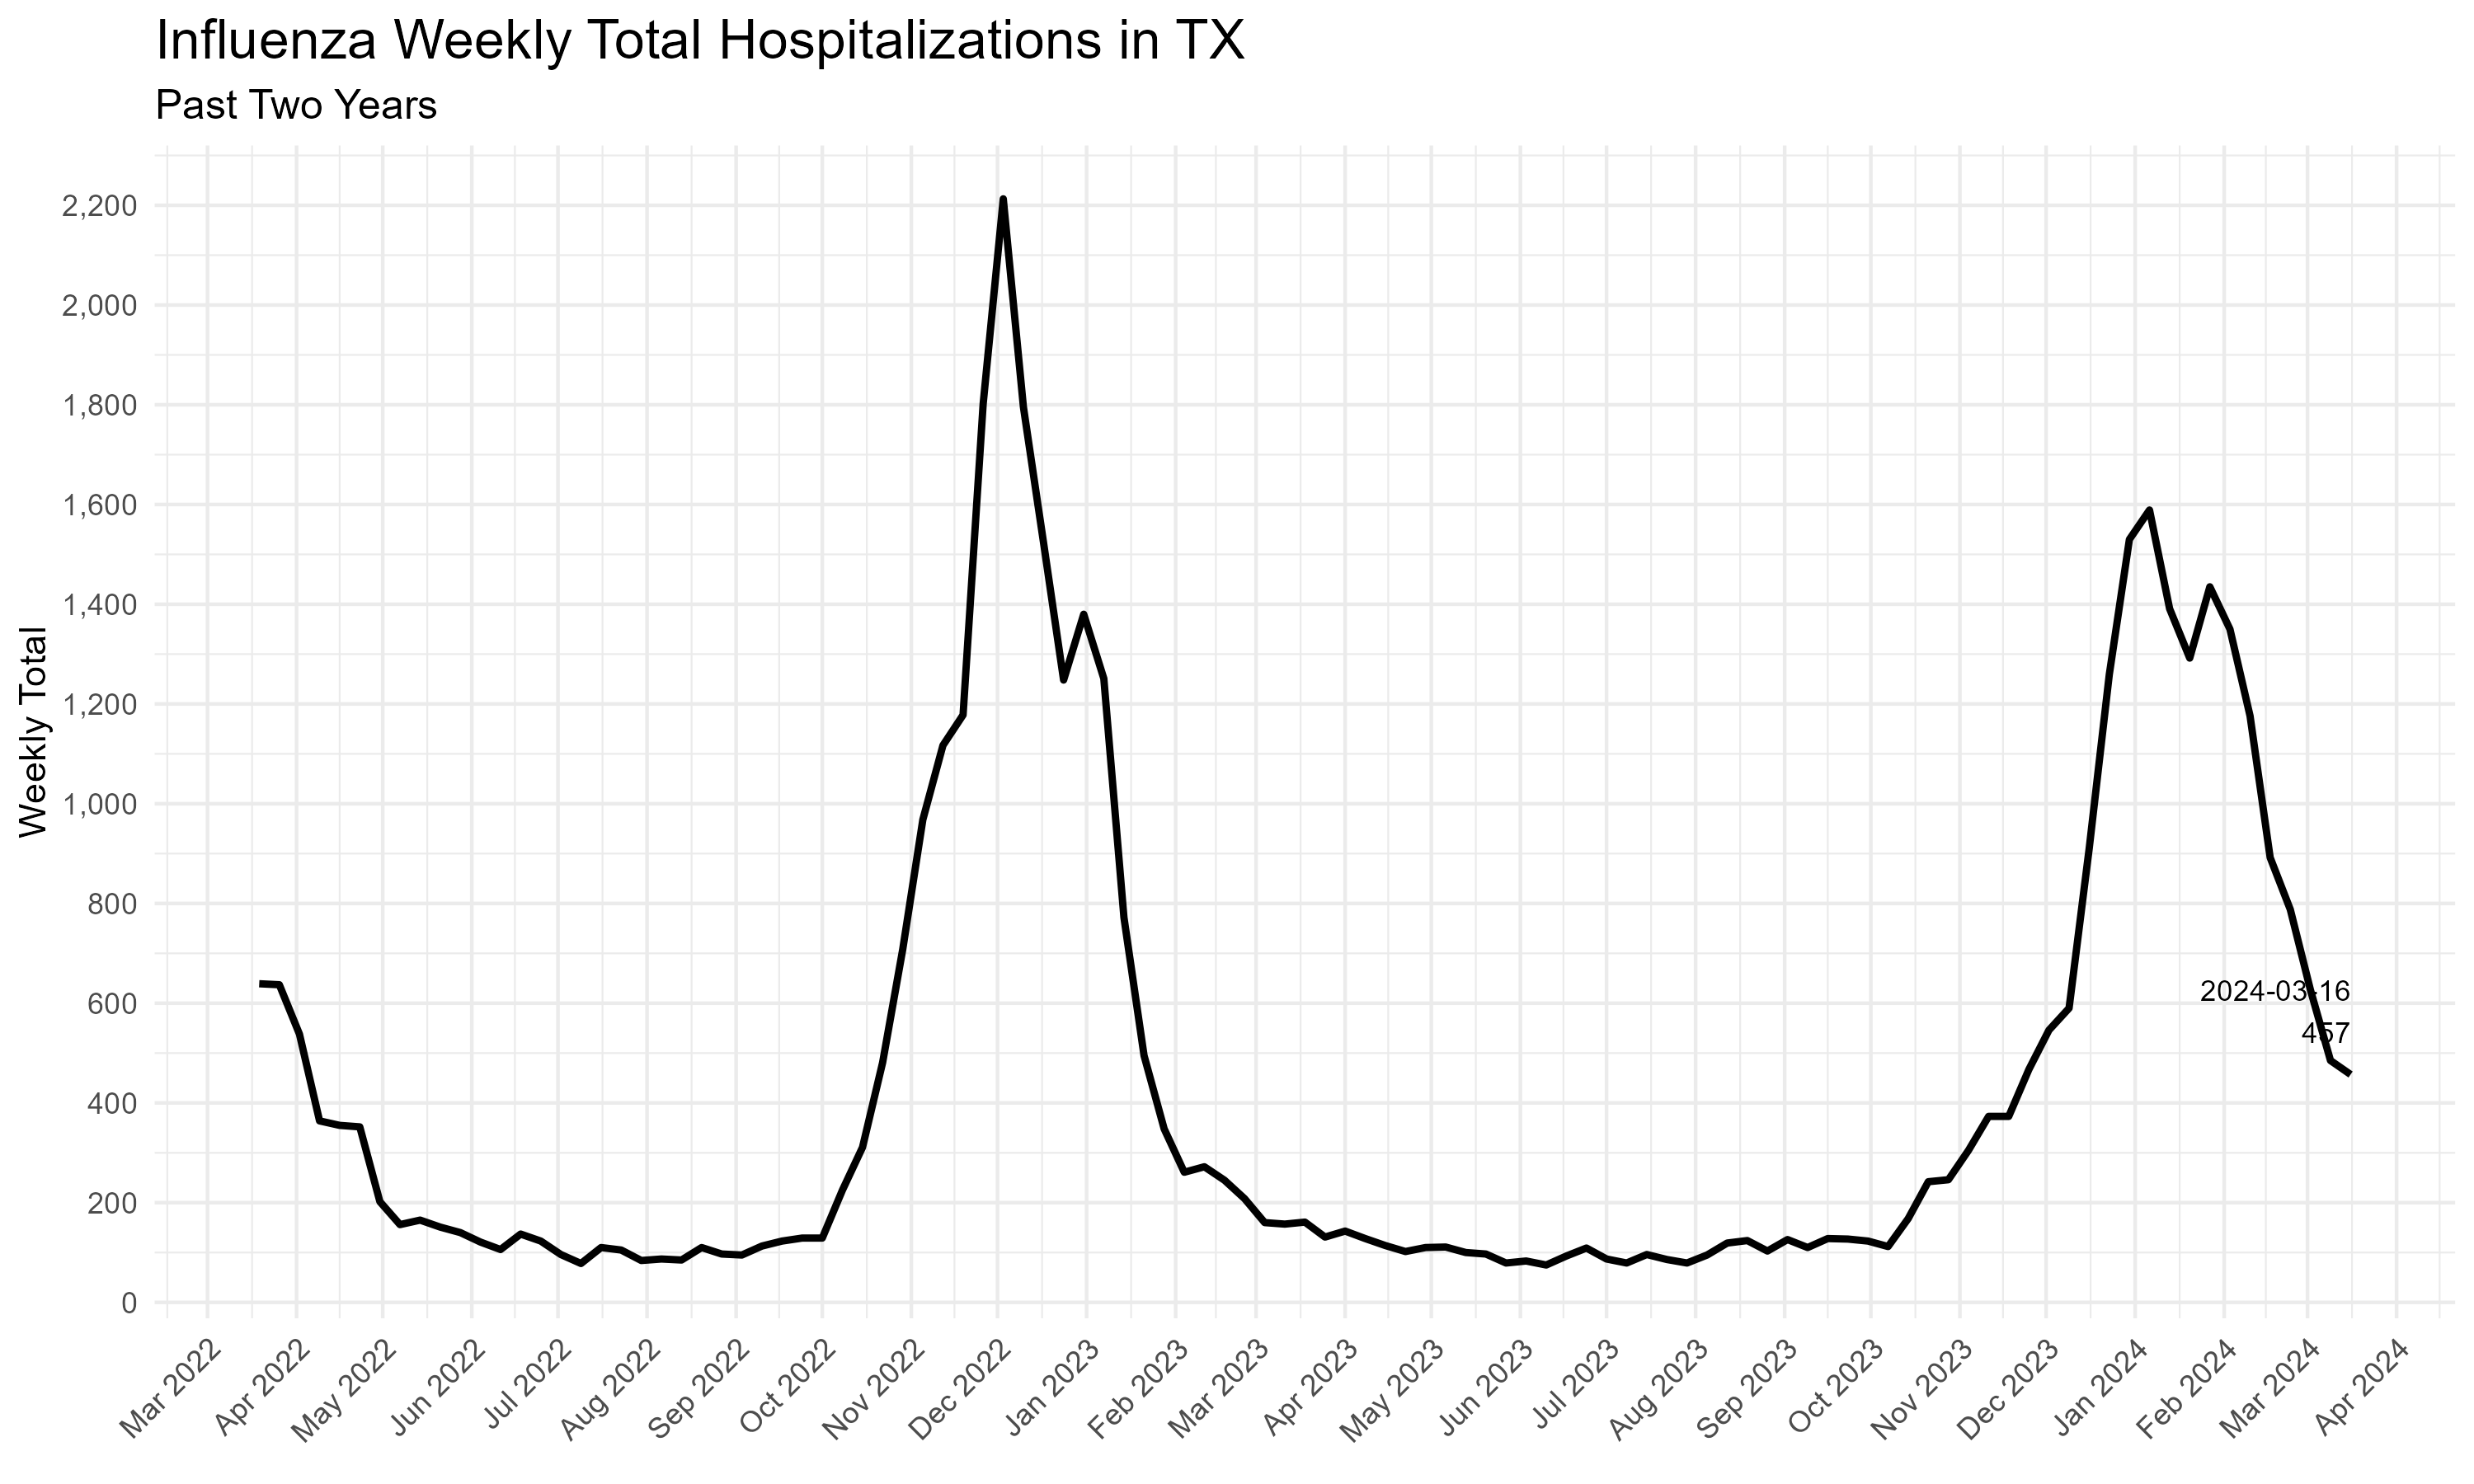 Influenza Weekly Total Hospitalizations in TX
Past Two Years
Weekly Total
2,200
2,000
1,800
1,600
1,400
1,200
1,000
800
600
400
200
0
2024-03-16
457
Mar 2022
Apr 2022
May 2022
Jun 2022
Jul 2022
Aug 2022
Sep 2022
Oct 2022
Nov 2022
Dec 2022
Jan 2023
Feb 2023
Mar 2023
Apr 2023
May 2023
Jun 2023
Jul 2023
Aug 2023
Sep 2023
Oct 2023
Nov 2023
Dec 2023
Jan 2024
Feb 2024
Mar 2024
Apr 2024